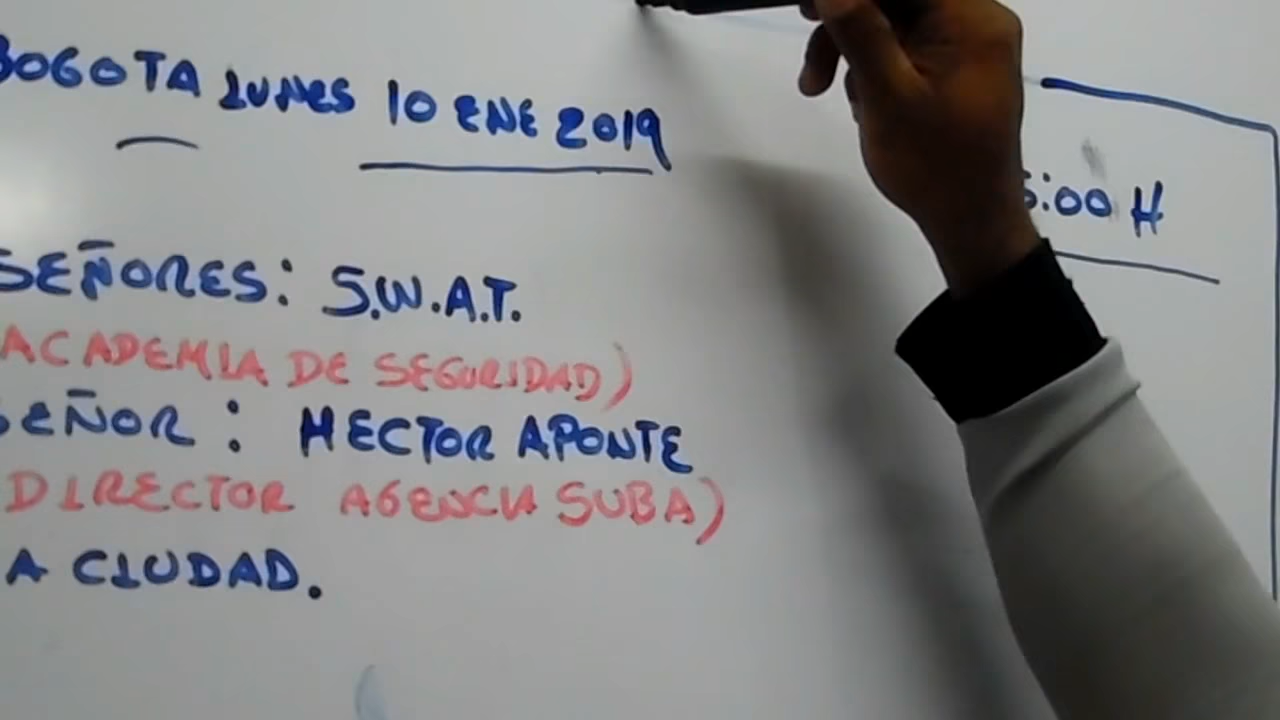 BOGOTA LUNES 10 ENE 2019
:00 H
SEÑORES: S.W.A.T.
ACADEMIA DE SEGURIDAD)
SEÑOR: HECTOR APONTE
DIRECTOR AGENCIA SUBA)
A CIUDAD.